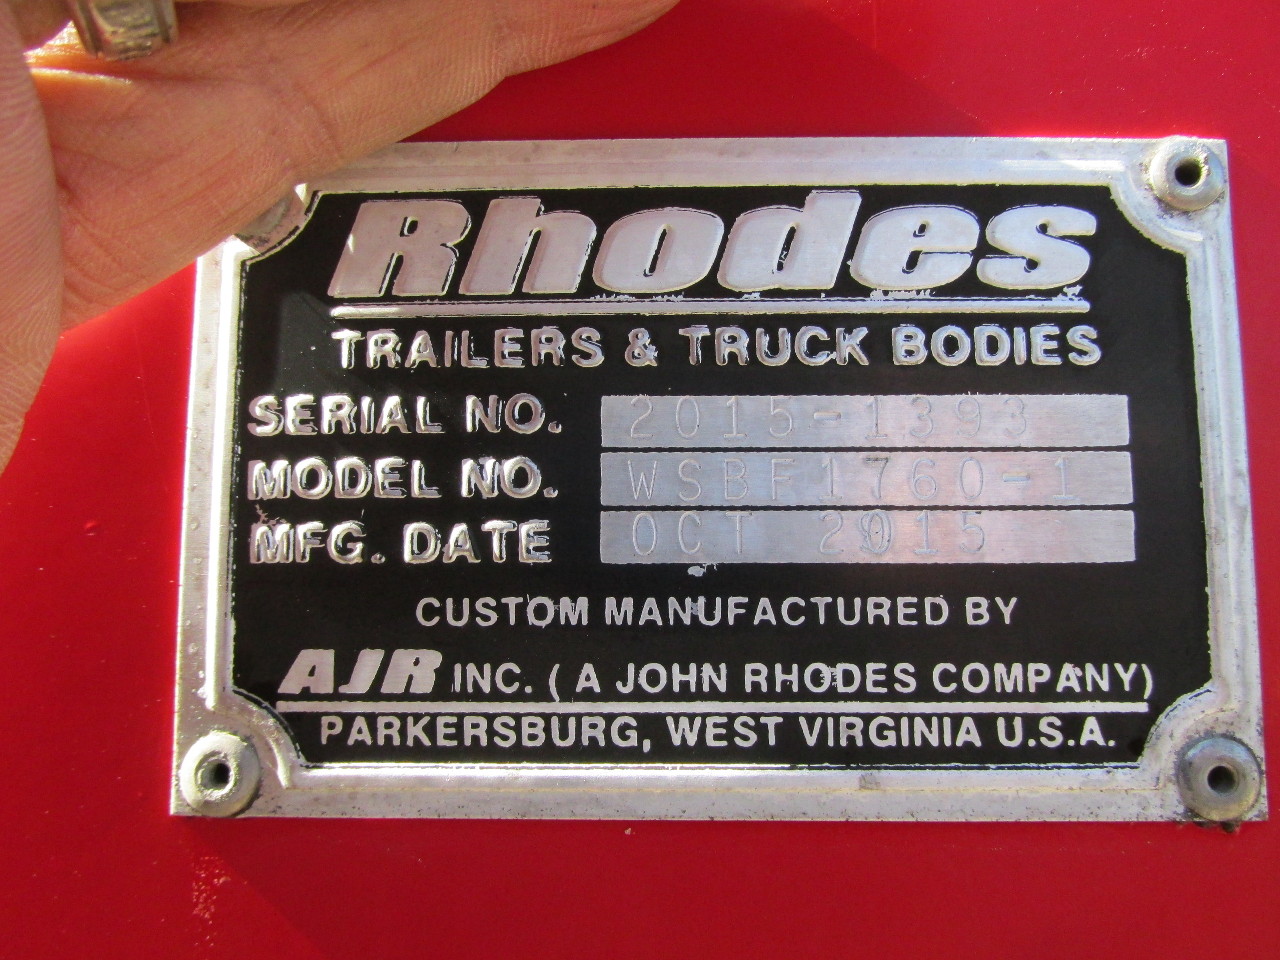 Rhodes
TRAILERS & TRUCK BODIES
SERIAL NO. 2015-1393
MODEL NO. WSBF1760-1
MFG. DATE OCT 2015
CUSTOM MANUFACTURED BY
AJR INC. ( A JOHN RHODES COMPANY)
PARKERSBURG, WEST VIRGINIA U.S.A.